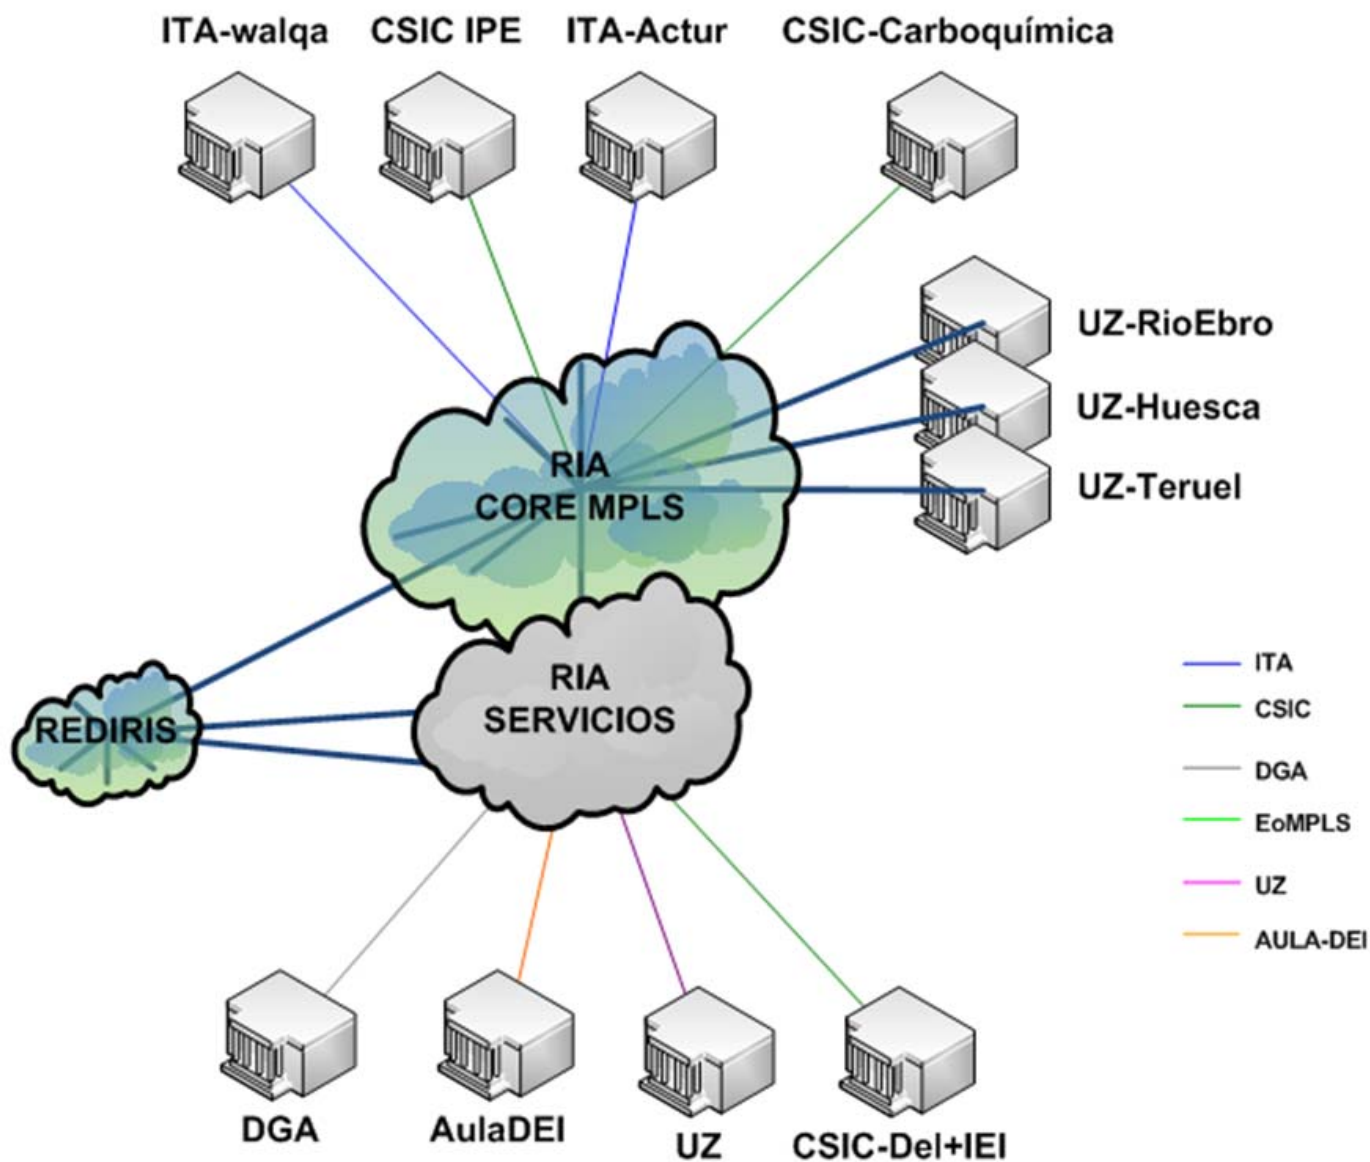 ITA-walqa
CSIC IPE
ITA-Actur
CSIC-Carboquímica
UZ-RioEbro
UZ-Huesca
UZ-Teruel
RIA
CORE MPLS
RIA
SERVICIOS
REDIRIS
ITA
CSIC
DGA
EoMPLS
UZ
AULA-DEI
DGA
AulaDEI
UZ
CSIC-Del+IEI